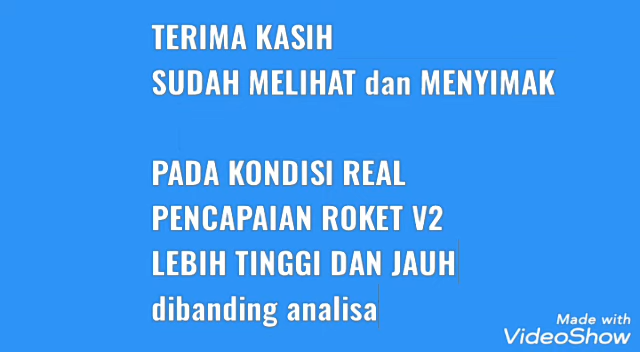 TERIMA KASIH
SUDAH MELIHAT dan MENYIMAK
PADA KONDISI REAL
PENCAPAIAN ROKET V2
LEBIH TINGGI DAN JAUH
dibanding analisa
Made with
VideoShow